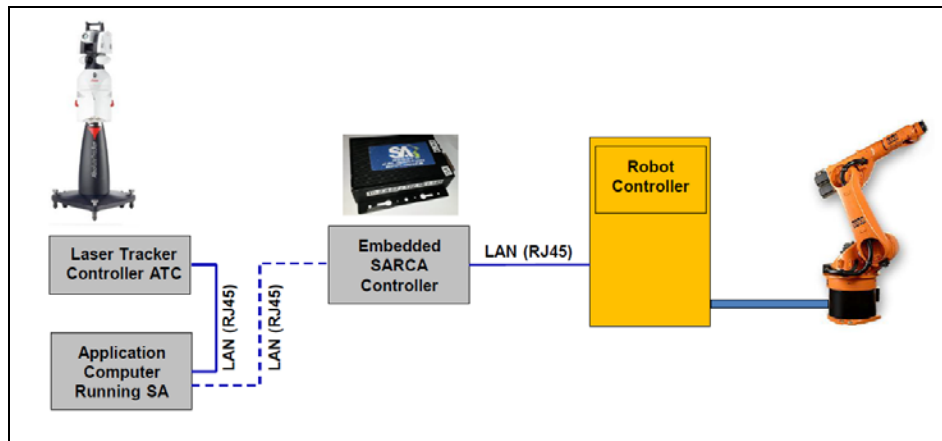 Laser Tracker
Controller ATC
LAN (RJ45)
Application
Computer
Running SA
LAN (RJ45)
SA
Embedded
SARCA
Controller
LAN (RJ45)
Robot
Controller